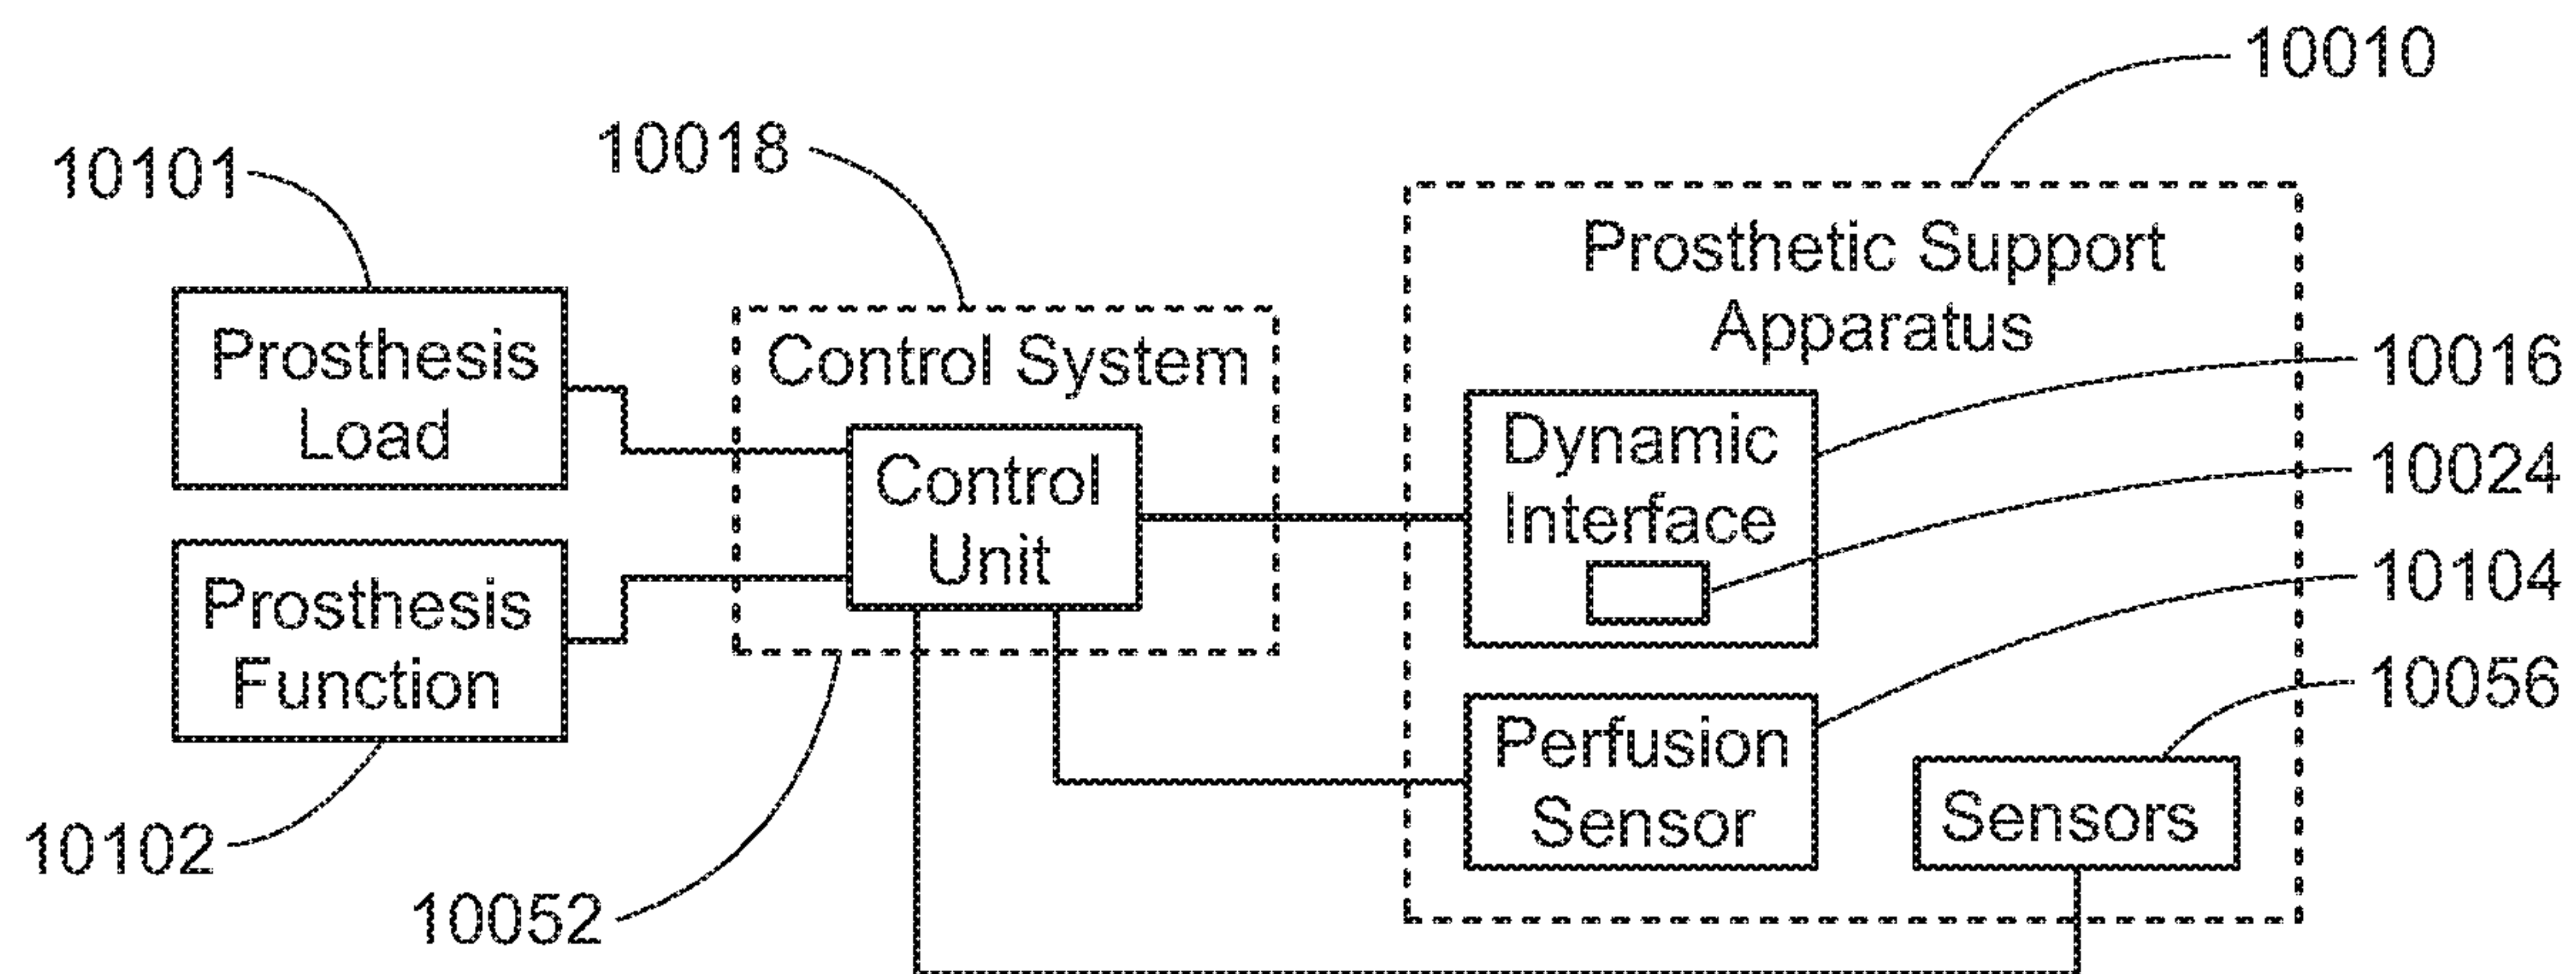 10010
10018
10101
Prosthetic Support
Apparatus
Prosthesis
Load
Control System
10016
Dynamic
Interface
Control
Unit
10024
10104
Prosthesis
Function
10056
Perfusion
Sensor
Sensors
10102
10052